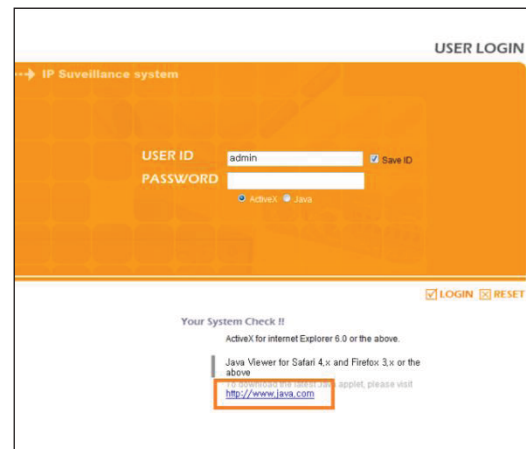 USER LOGIN
IP Suveillance system
USER ID admin Save ID
PASSWORD
ActiveX Java
LOGIN RESET
Your System Check !!
ActiveX for internet Explorer 6.0 or the above.
Java Viewer for Safari 4.x and Firefox 3.x or the
above
To download the latest Java applet, please visit
http://www.java.com